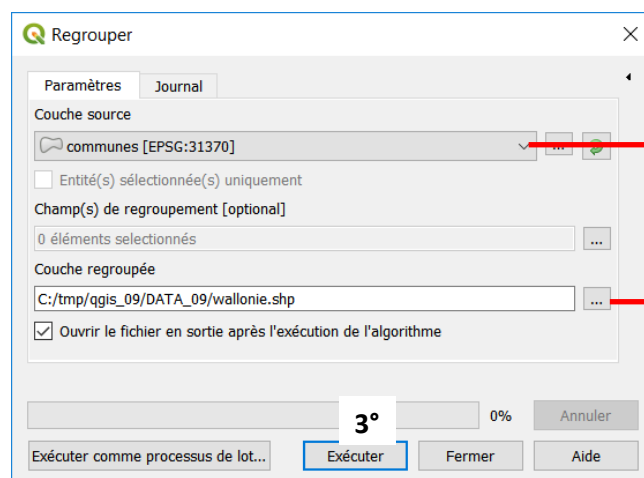 Regrouper
Paramètres Journal
Couche source
communes [EPSG:31370] ...
Entité(s) sélectionnée(s) uniquement
Champ(s) de regroupement [optional]
0 éléments selectionnés ...
Couche regroupée
C:/tmp/qgis_09/DATA_09/wallonie.shp ...
Ouvrir le fichier en sortie après l'exécution de l'algorithme
3° 0% Annuler
Exécuter comme processus de lot... Exécuter Fermer Aide